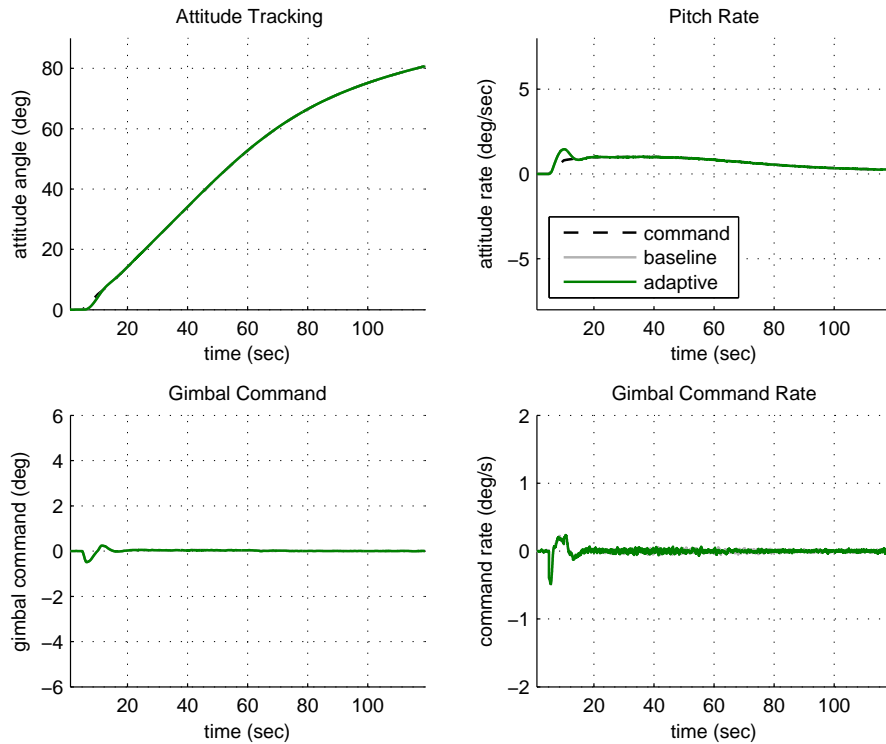 Attitude Tracking
80
60
40
20
0
attitude angle (deg)
20 40 60 80 100
time (sec)
Pitch Rate
5
0
−5
attitude rate (deg/sec)
command
baseline
adaptive
20 40 60 80 100
time (sec)
Gimbal Command
6
4
2
0
−2
−4
−6
gimbal command (deg)
20 40 60 80 100
time (sec)
Gimbal Command Rate
2
1
0
−1
−2
command rate (deg/s)
20 40 60 80 100
time (sec)